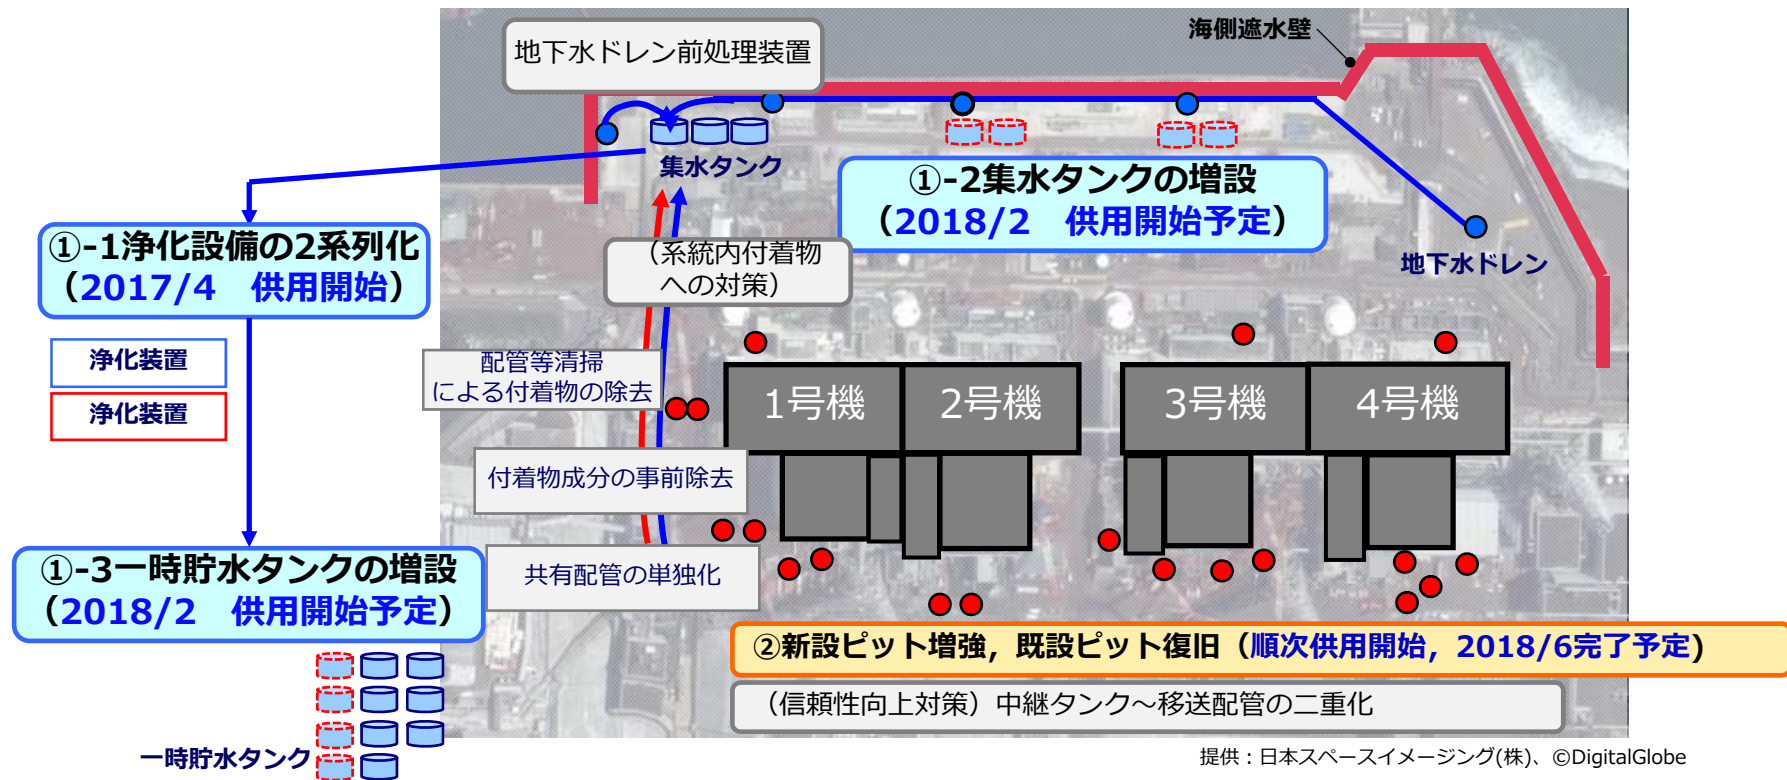 地下水ドレン前処理装置
海側遮水壁
集水タンク
①-2集水タンクの増設
（2018/2　供用開始予定）
地下水ドレン
①-1浄化設備の2系列化
（2017/4　供用開始）
（系統内付着物
への対策）
浄化装置
浄化装置
配管等清掃
による付着物の除去
1号機
2号機
3号機
4号機
付着物成分の事前除去
①-3一時貯水タンクの増設
（2018/2　供用開始予定）
共有配管の単独化
②新設ピット増強，既設ピット復旧（順次供用開始，2018/6完了予定)
（信頼性向上対策）中継タンク～移送配管の二重化
一時貯水タンク
提供：日本スペースイメージング(株)、©DigitalGlobe